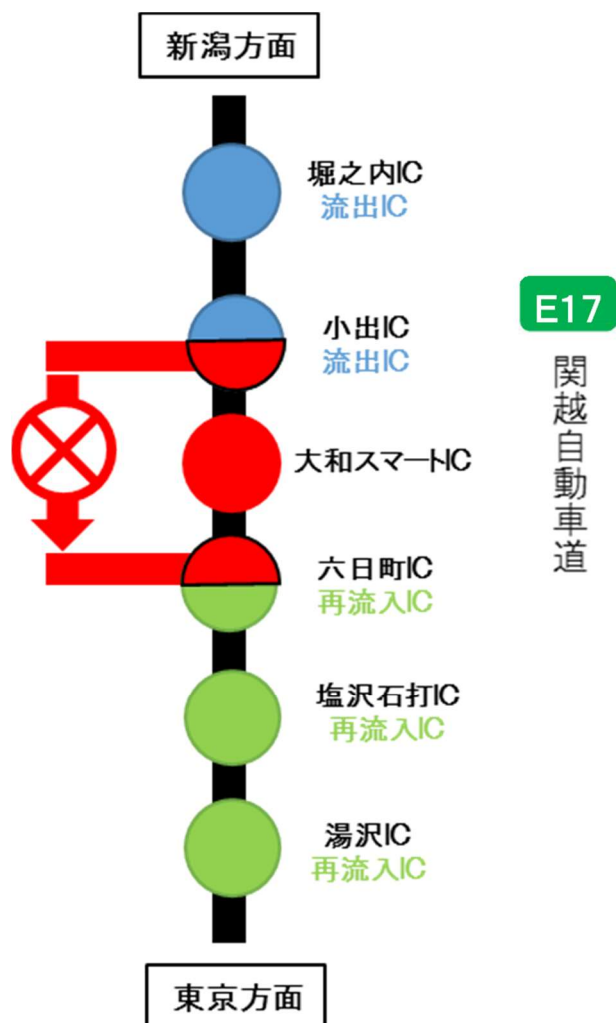 新潟方面
堀之内IC
流出IC
小出IC
流出IC
E17
関越自動車道
大和スマートIC
六日町IC
再流入IC
塩沢石打IC
再流入IC
湯沢IC
再流入IC
東京方面